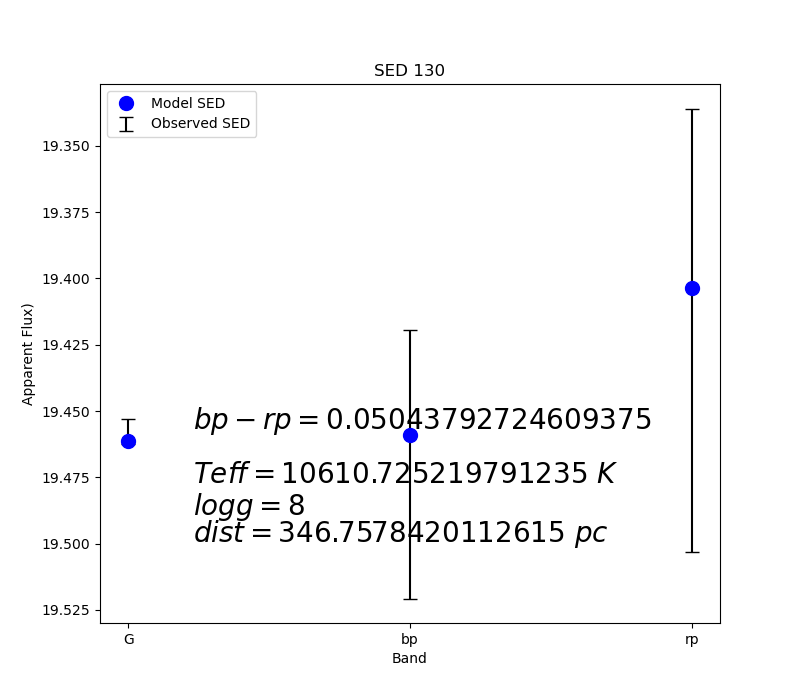 SED 130
Model SED
Observed SED
19.350
19.375
19.400
19.425
19.450
19.475
19.500
19.525
Apparent Flux)
bp − rp = 0.05043792724609375
Teff = 10610.725219791235 K
logg = 8
dist = 346.7578420112615 pc
G
bp
rp
Band